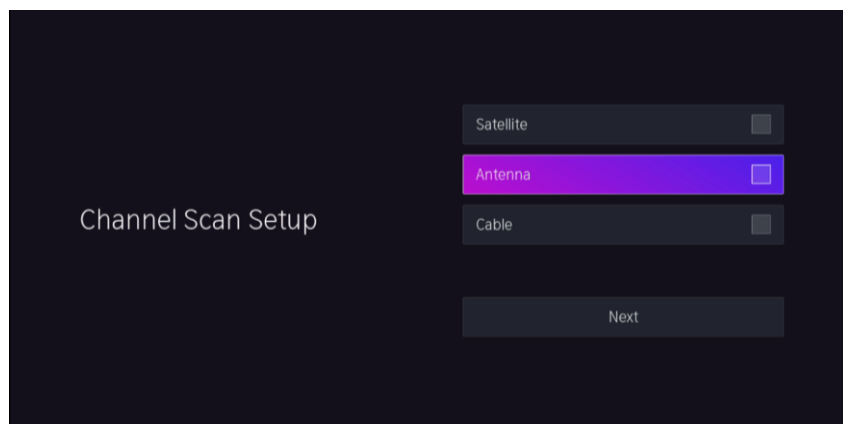 Satellite
Antenna
Channel Scan Setup
Cable
Next